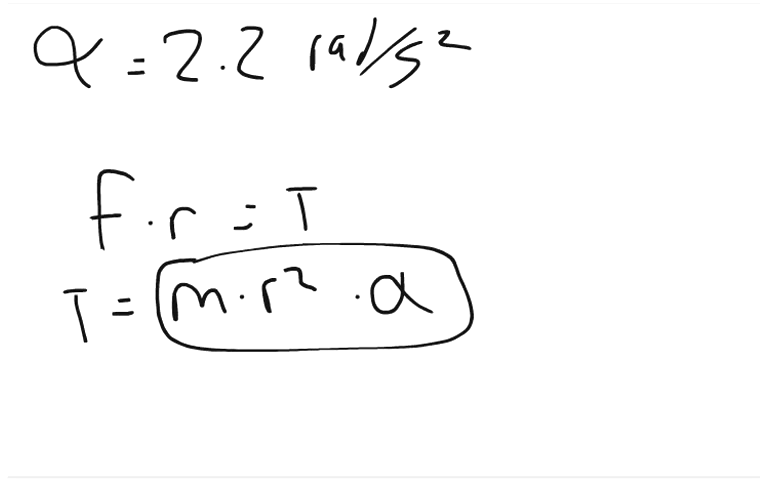 α = 2.2 rad/s²
F · r = T
T = m · r² · α